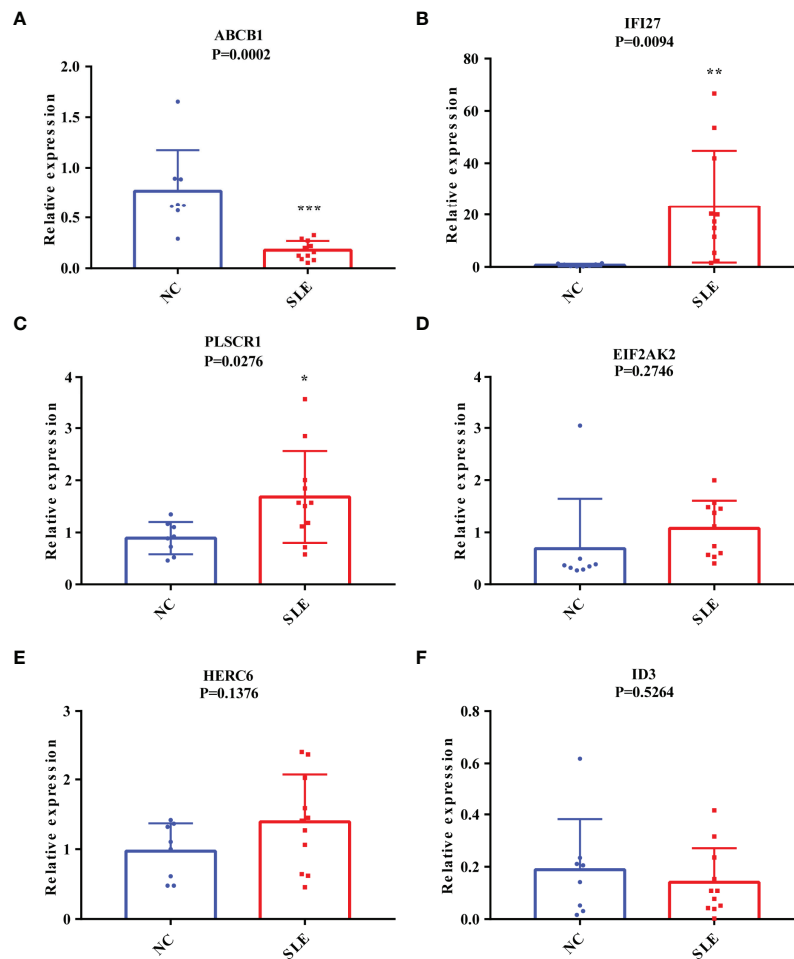 A
ABCB1
P=0.0002
Relative expression
2.0
1.5
1.0
0.5
0.0
***
NC
SLE
B
IFI27
P=0.0094
Relative expression
80
60
40
20
0
**
NC
SLE
C
PLSCR1
P=0.0276
Relative expression
4
3
2
1
0
*
NC
SLE
D
EIF2AK2
P=0.2746
Relative expression
4
3
2
1
0
NC
SLE
E
HERC6
P=0.1376
Relative expression
3
2
1
0
NC
SLE
F
ID3
P=0.5264
Relative expression
0.8
0.6
0.4
0.2
0.0
NC
SLE